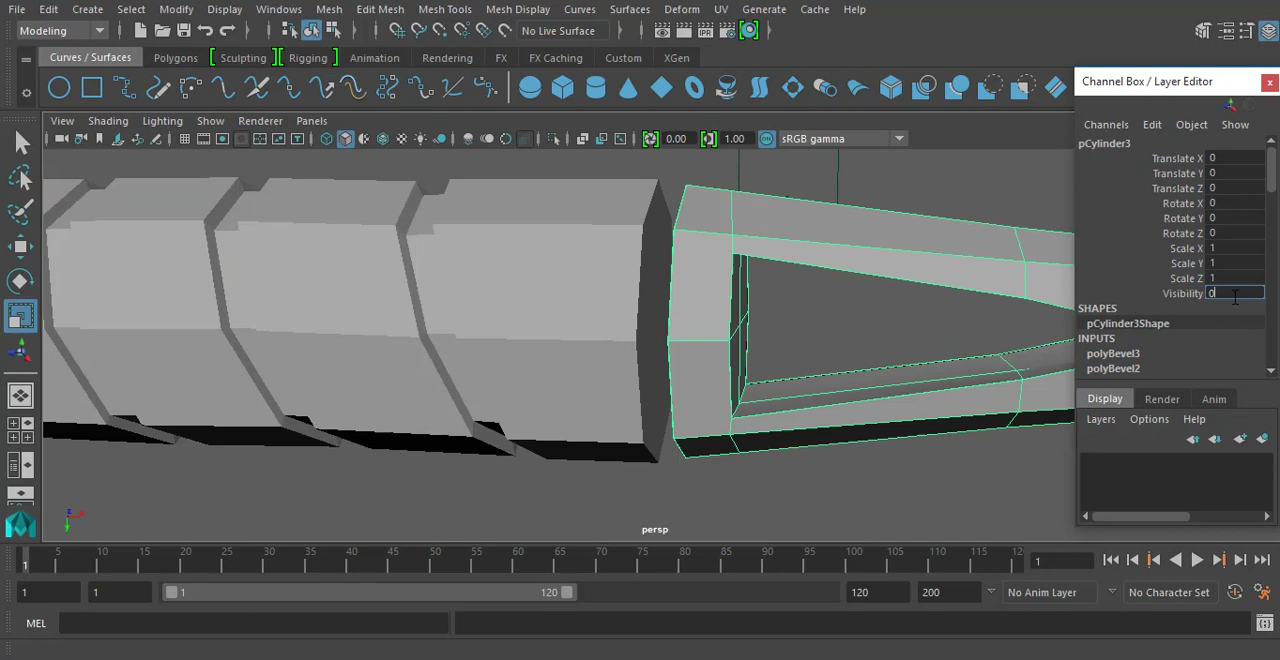 File Edit Create Select Modify Display Windows Mesh Edit Mesh Mesh Tools Mesh Display Curves Surfaces Deform UV Generate Cache Help
Modeling No Live Surface
Curves / Surfaces Polygons Sculpting Rigging Animation Rendering FX FX Caching Custom XGen
Channel Box / Layer Editor
View Shading Lighting Show Renderer Panels
0.00 1.00 sRGB gamma
Channels Edit Object Show
pCylinder3
Translate X 0
Translate Y 0
Translate Z 0
Rotate X 0
Rotate Y 0
Rotate Z 0
Scale X 1
Scale Y 1
Scale Z 1
Visibility 0
SHAPES
pCylinder3Shape
INPUTS
polyBevel3
polyBevel2
Display Render Anim
Layers Options Help
persp
5 10 15 20 25 30 35 40 45 50 55 60 65 70 75 80 85 90 95 100 105 110 115 12
1 1
1 1 1 120 120 200 No Anim Layer No Character Set
MEL